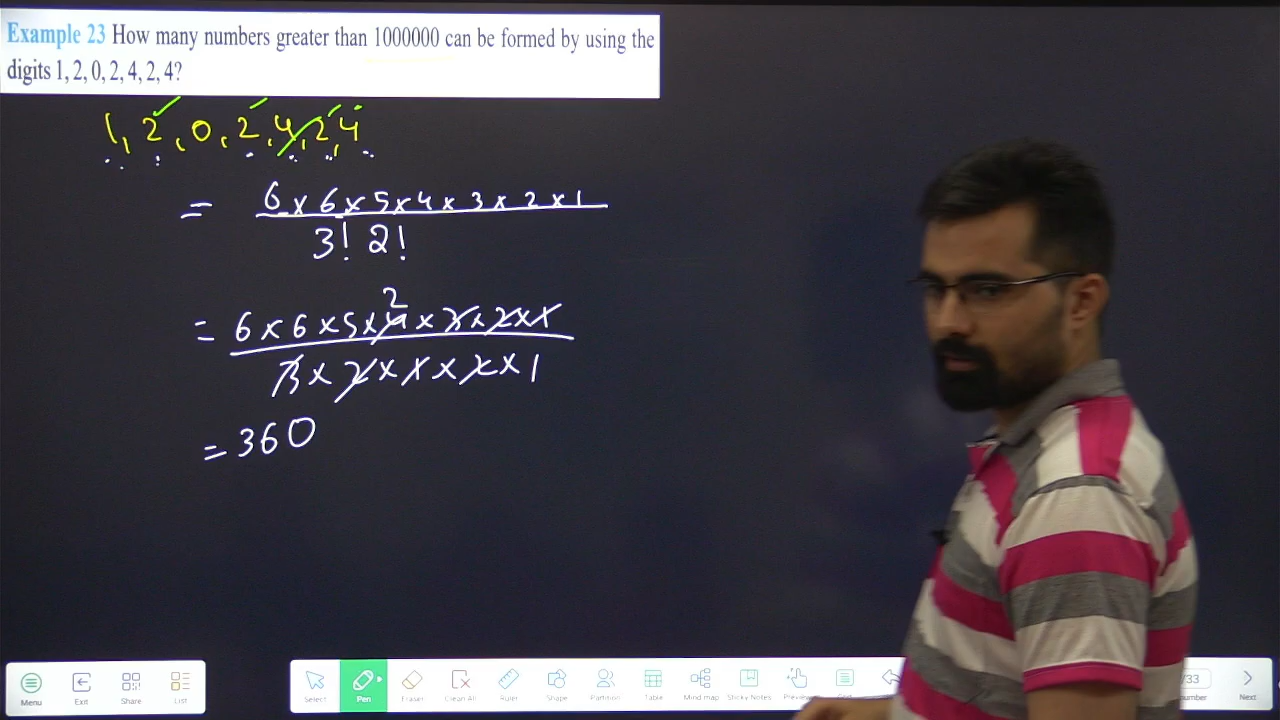 Example 23 How many numbers greater than 1000000 can be formed by using the
digits 1, 2, 0, 2, 4, 2, 4?
1, 2, 0, 2, 4, 2, 4
= 6 × 6 × 5 × 4 × 3 × 2 × 1
3! 2!
2
= 6 × 6 × 5 × 4 × 3 × 2 × 1
3 × 2 × 1 × 2 × 1
= 360
Menu Exit Share List Select Pen Eraser Clean All Ruler Shape Partition Table Mind map Sticky Notes /33 Next